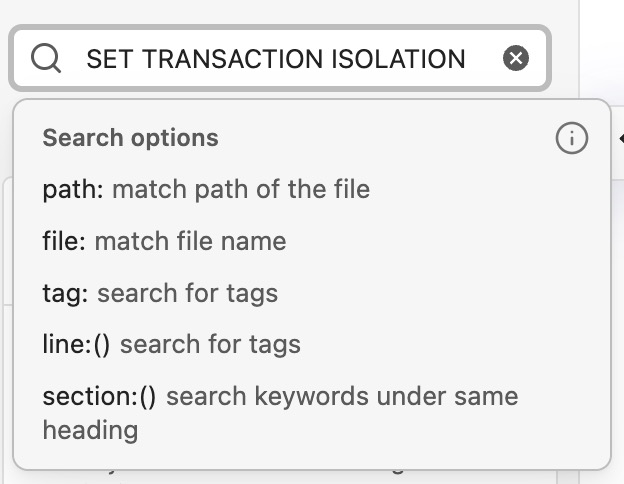 SET TRANSACTION ISOLATION
Search options
path: match path of the file
file: match file name
tag: search for tags
line:() search for tags
section:() search keywords under same
heading